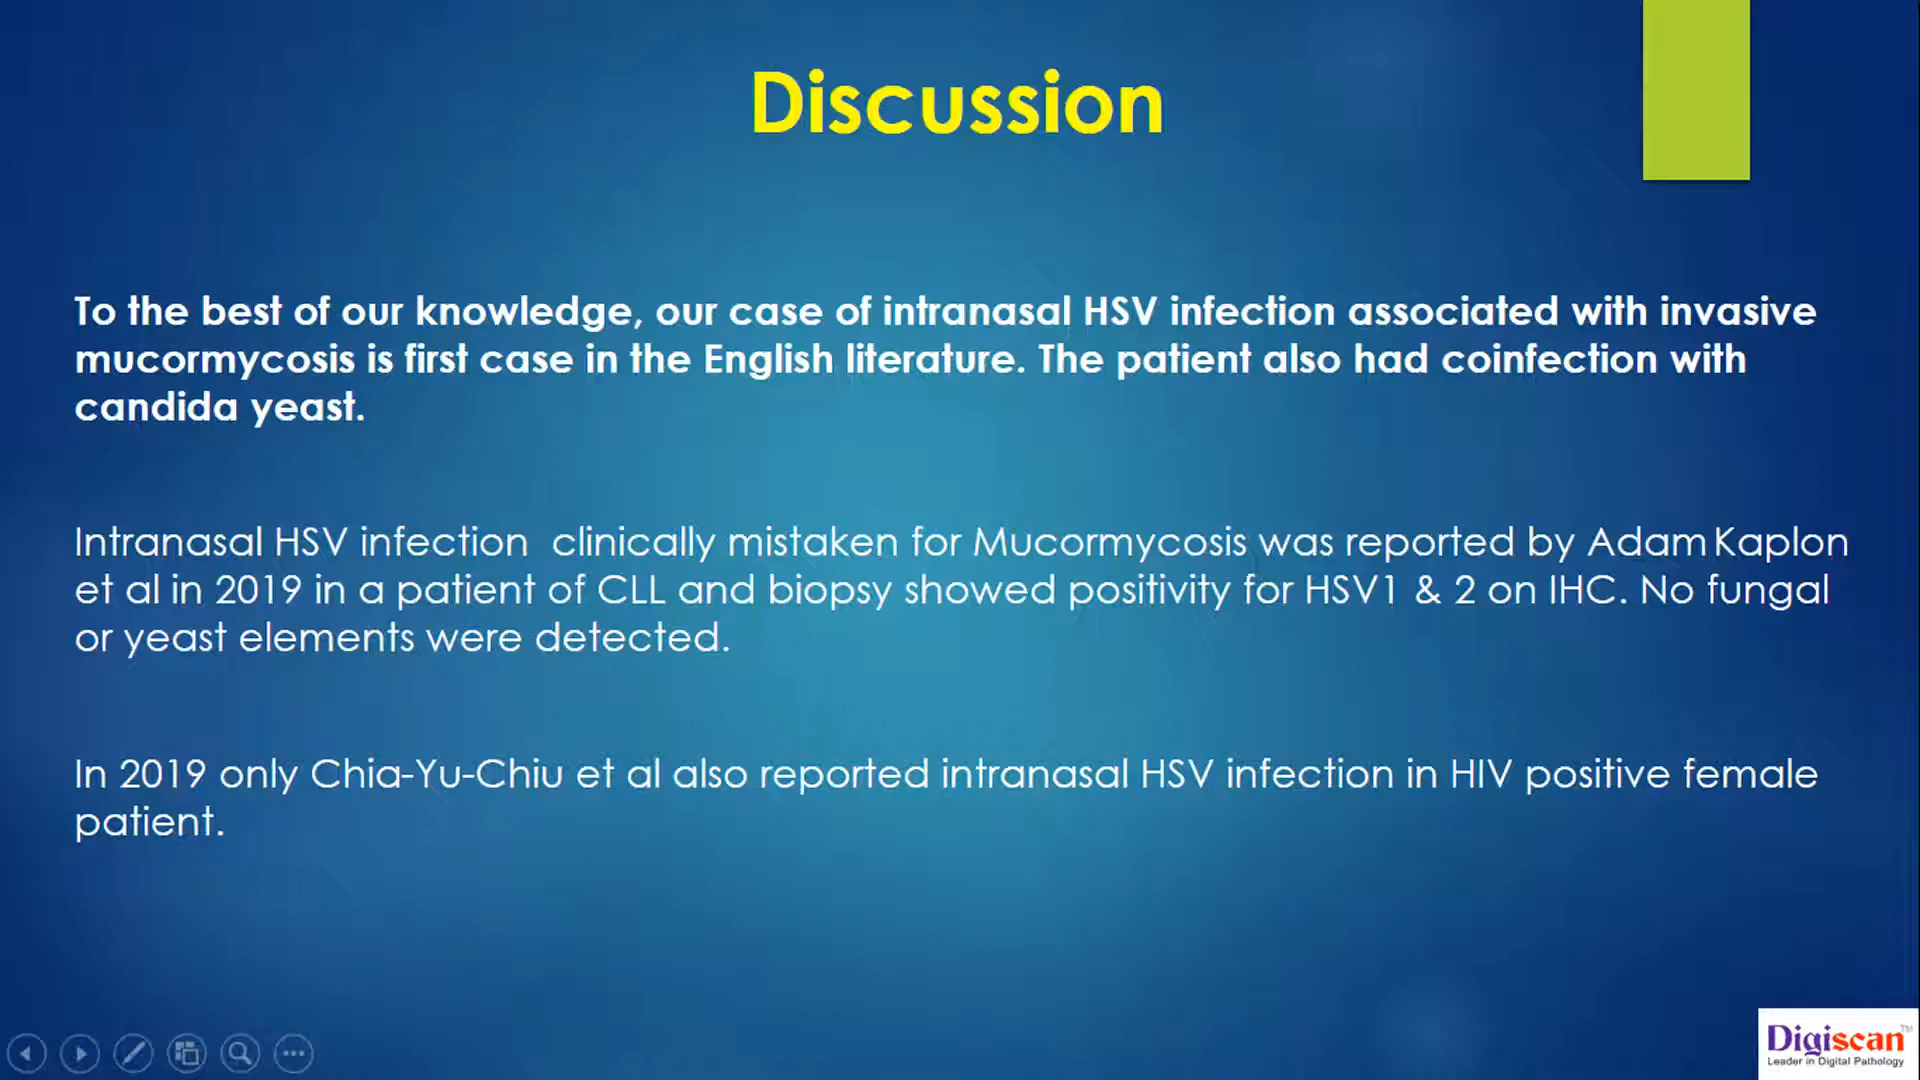 Discussion
To the best of our knowledge, our case of intranasal HSV infection associated with invasive
mucormycosis is first case in the English literature. The patient also had coinfection with
candida yeast.
Intranasal HSV infection  clinically mistaken for Mucormycosis was reported by Adam Kaplon
et al in 2019 in a patient of CLL and biopsy showed positivity for HSV1 & 2 on IHC. No fungal
or yeast elements were detected.
In 2019 only Chia-Yu-Chiu et al also reported intranasal HSV infection in HIV positive female
patient.
Digiscan™
Leader in Digital Pathology